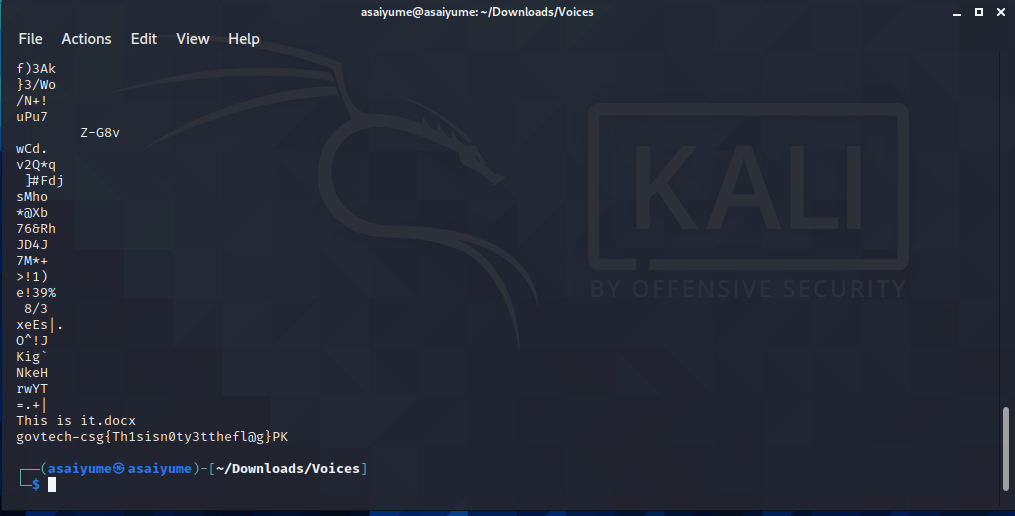 asaiyume@asaiyume: ~/Downloads/Voices
File Actions Edit View Help
f)3Ak
}3/Wo
/N+!
uPu7
Z-G8v
wCd.
v2Q*q
]#Fdj
sMho
*@Xb
76&Rh
JD4J
7M*+
>!1)
e!39%
8/3
xeEs|.
O^!J
Kig`
NkeH
rwYT
=.+|
This is it.docx
govtech-csg{Th1sisn0ty3tthefl@g}PK
┌──(asaiyume㉿asaiyume)-[~/Downloads/Voices]
└─$
KALI
BY OFFENSIVE SECURITY